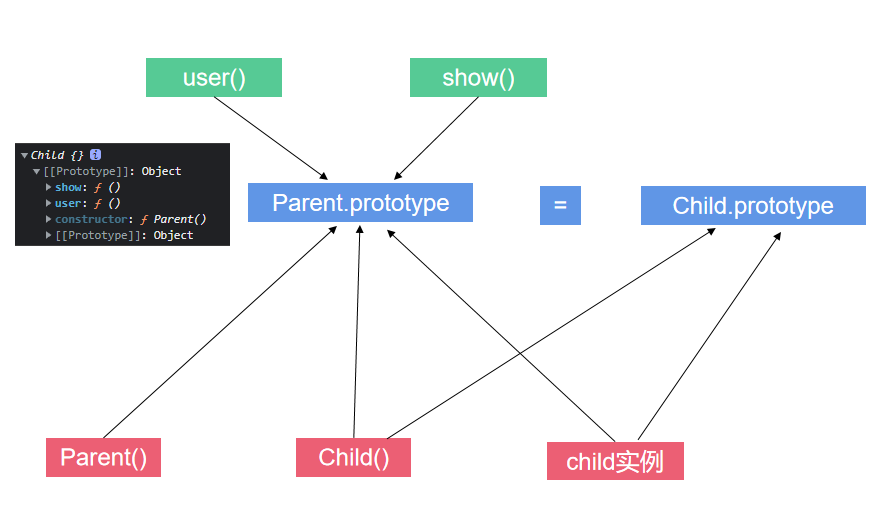 user()
show()
Child {} i
[[Prototype]]: Object
show: ƒ ()
user: ƒ ()
constructor: ƒ Parent()
[[Prototype]]: Object
Parent.prototype
=
Child.prototype
Parent()
Child()
child实例